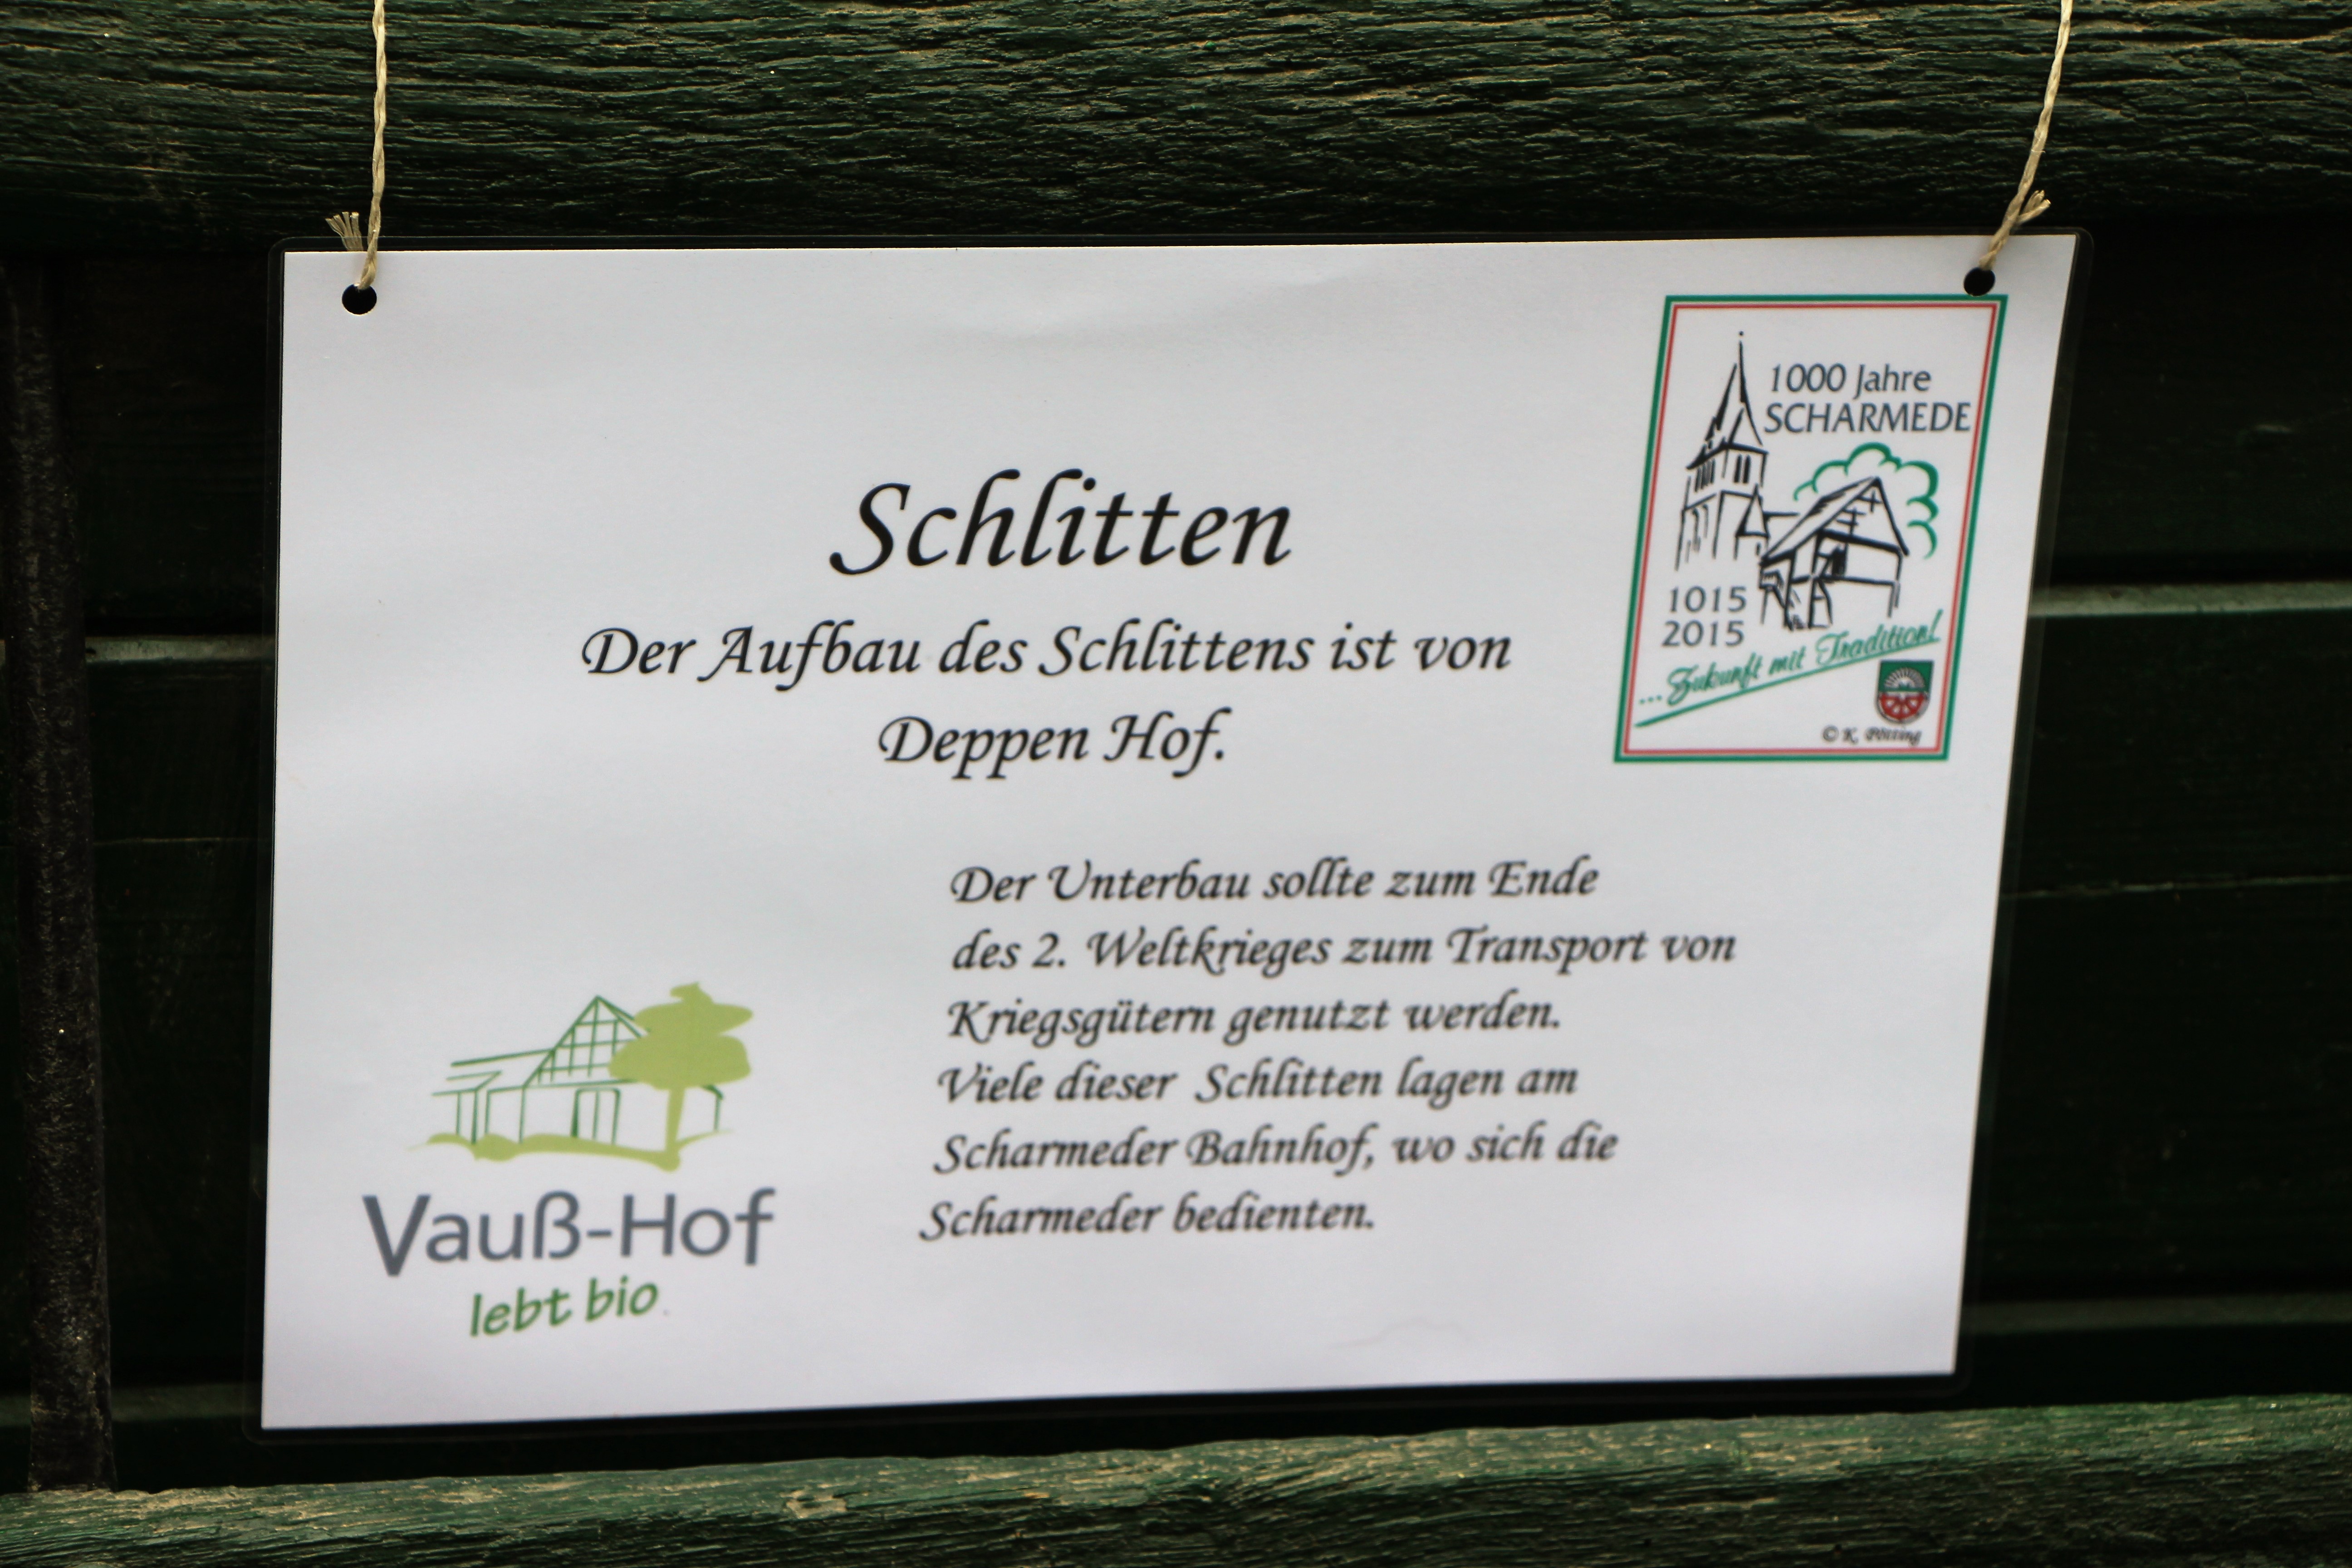 1000 Jahre
SCHARMEDE
1015
2015
... Zukunft mit Tradition!
© K. Pötting
Schlitten
Der Aufbau des Schlittens ist von
Deppen Hof.
Der Unterbau sollte zum Ende
des 2. Weltkrieges zum Transport von
Kriegsgütern genutzt werden.
Viele dieser Schlitten lagen am
Scharmeder Bahnhof, wo sich die
Scharmeder bedienten.
Vauß-Hof
lebt bio